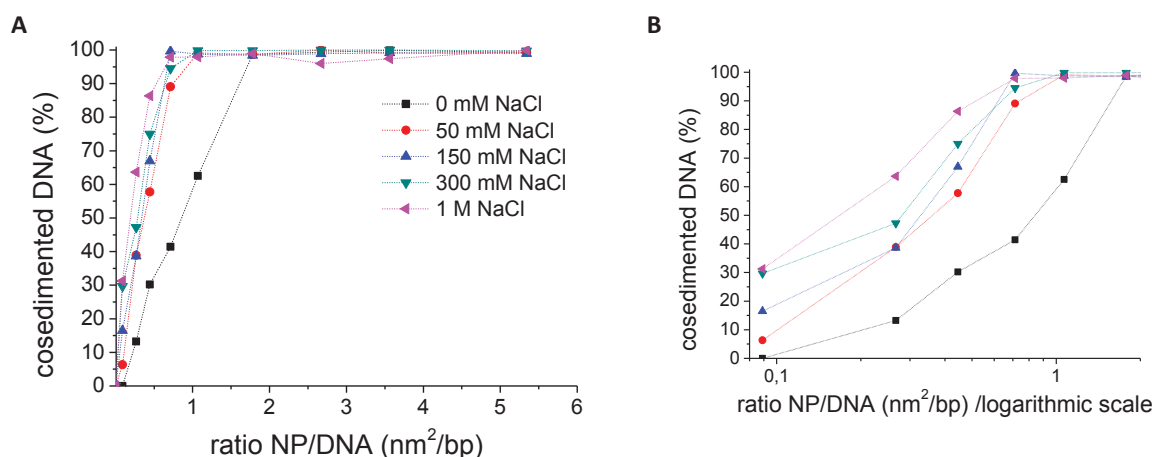 A
cosedimented DNA (%)
100
90
80
70
60
50
40
30
20
10
0
1
2
3
4
5
6
ratio NP/DNA (nm²/bp)
0 mM NaCl
50 mM NaCl
150 mM NaCl
300 mM NaCl
1 M NaCl
B
cosedimented DNA (%)
100
90
80
70
60
50
40
30
20
10
0
0,1
1
ratio NP/DNA (nm²/bp) /logarithmic scale